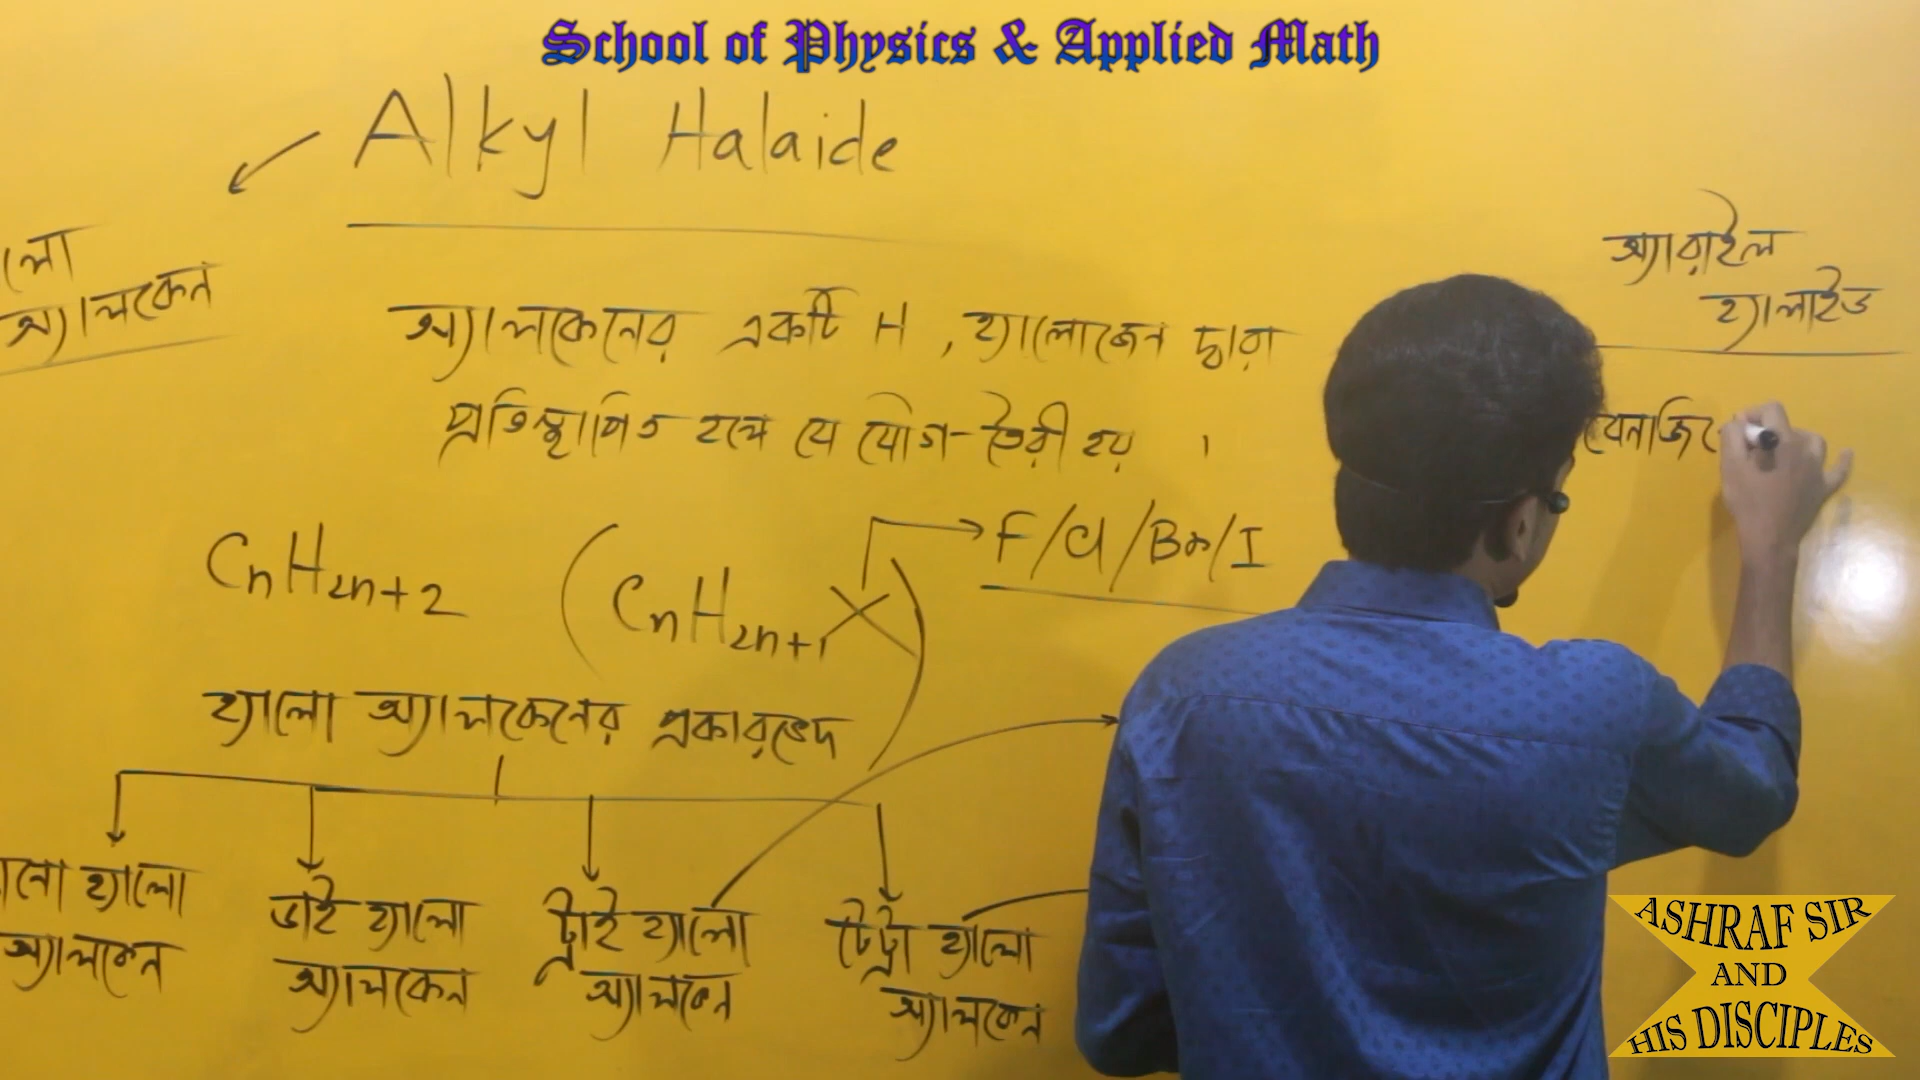 School of Physics & Applied Math
Alkyl Halaide
লো
অ্যালকেন
অ্যালকেনের একটি H , হ্যালোজেন দ্বারা
প্রতিস্থাপিত হলে যে যৌগ তৈরী হয় ।
CnH2n+2 (CnH2n+1X) → F/Cl/Br/I
হ্যালো অ্যালকেনের প্রকারভেদ
নো হ্যালো
অ্যালকেন
ডাই হ্যালো
অ্যালকেন
ট্রাই হ্যালো
অ্যালকেন
টেট্রা হ্যালো
অ্যালকেন
অ্যারাইল
হ্যালাইড
বেনজি
ASHRAF SIR
AND
HIS DISCIPLES